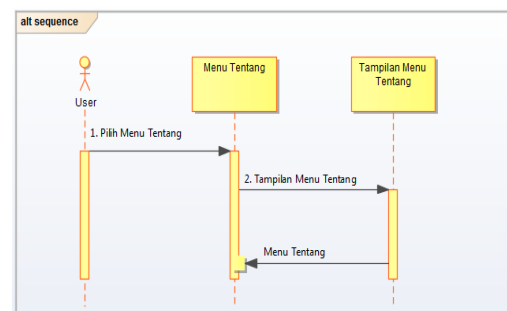 alt sequence
Menu Tentang
Tampilan Menu
Tentang
User
1. Pilih Menu Tentang
2. Tampilan Menu Tentang
Menu Tentang